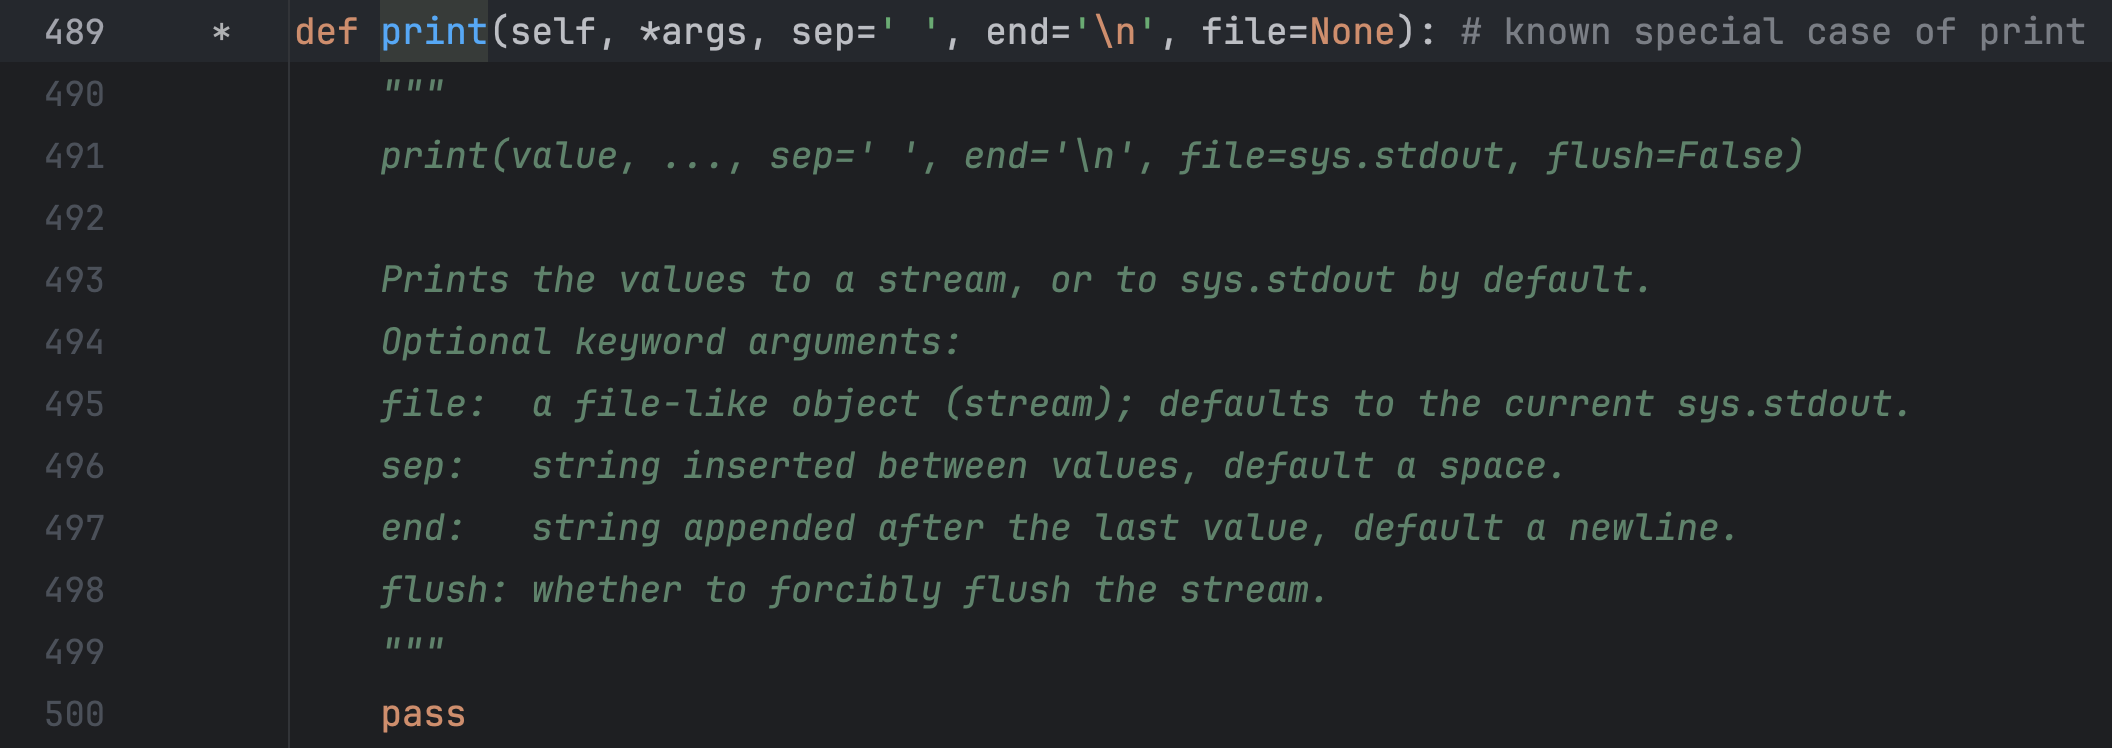 489 * def print(self, *args, sep=' ', end='\n', file=None): # known special case of print
490 """
491 print(value, ..., sep=' ', end='\n', file=sys.stdout, flush=False)
492
493 Prints the values to a stream, or to sys.stdout by default.
494 Optional keyword arguments:
495 file:  a file-like object (stream); defaults to the current sys.stdout.
496 sep:   string inserted between values, default a space.
497 end:   string appended after the last value, default a newline.
498 flush: whether to forcibly flush the stream.
499 """
500 pass